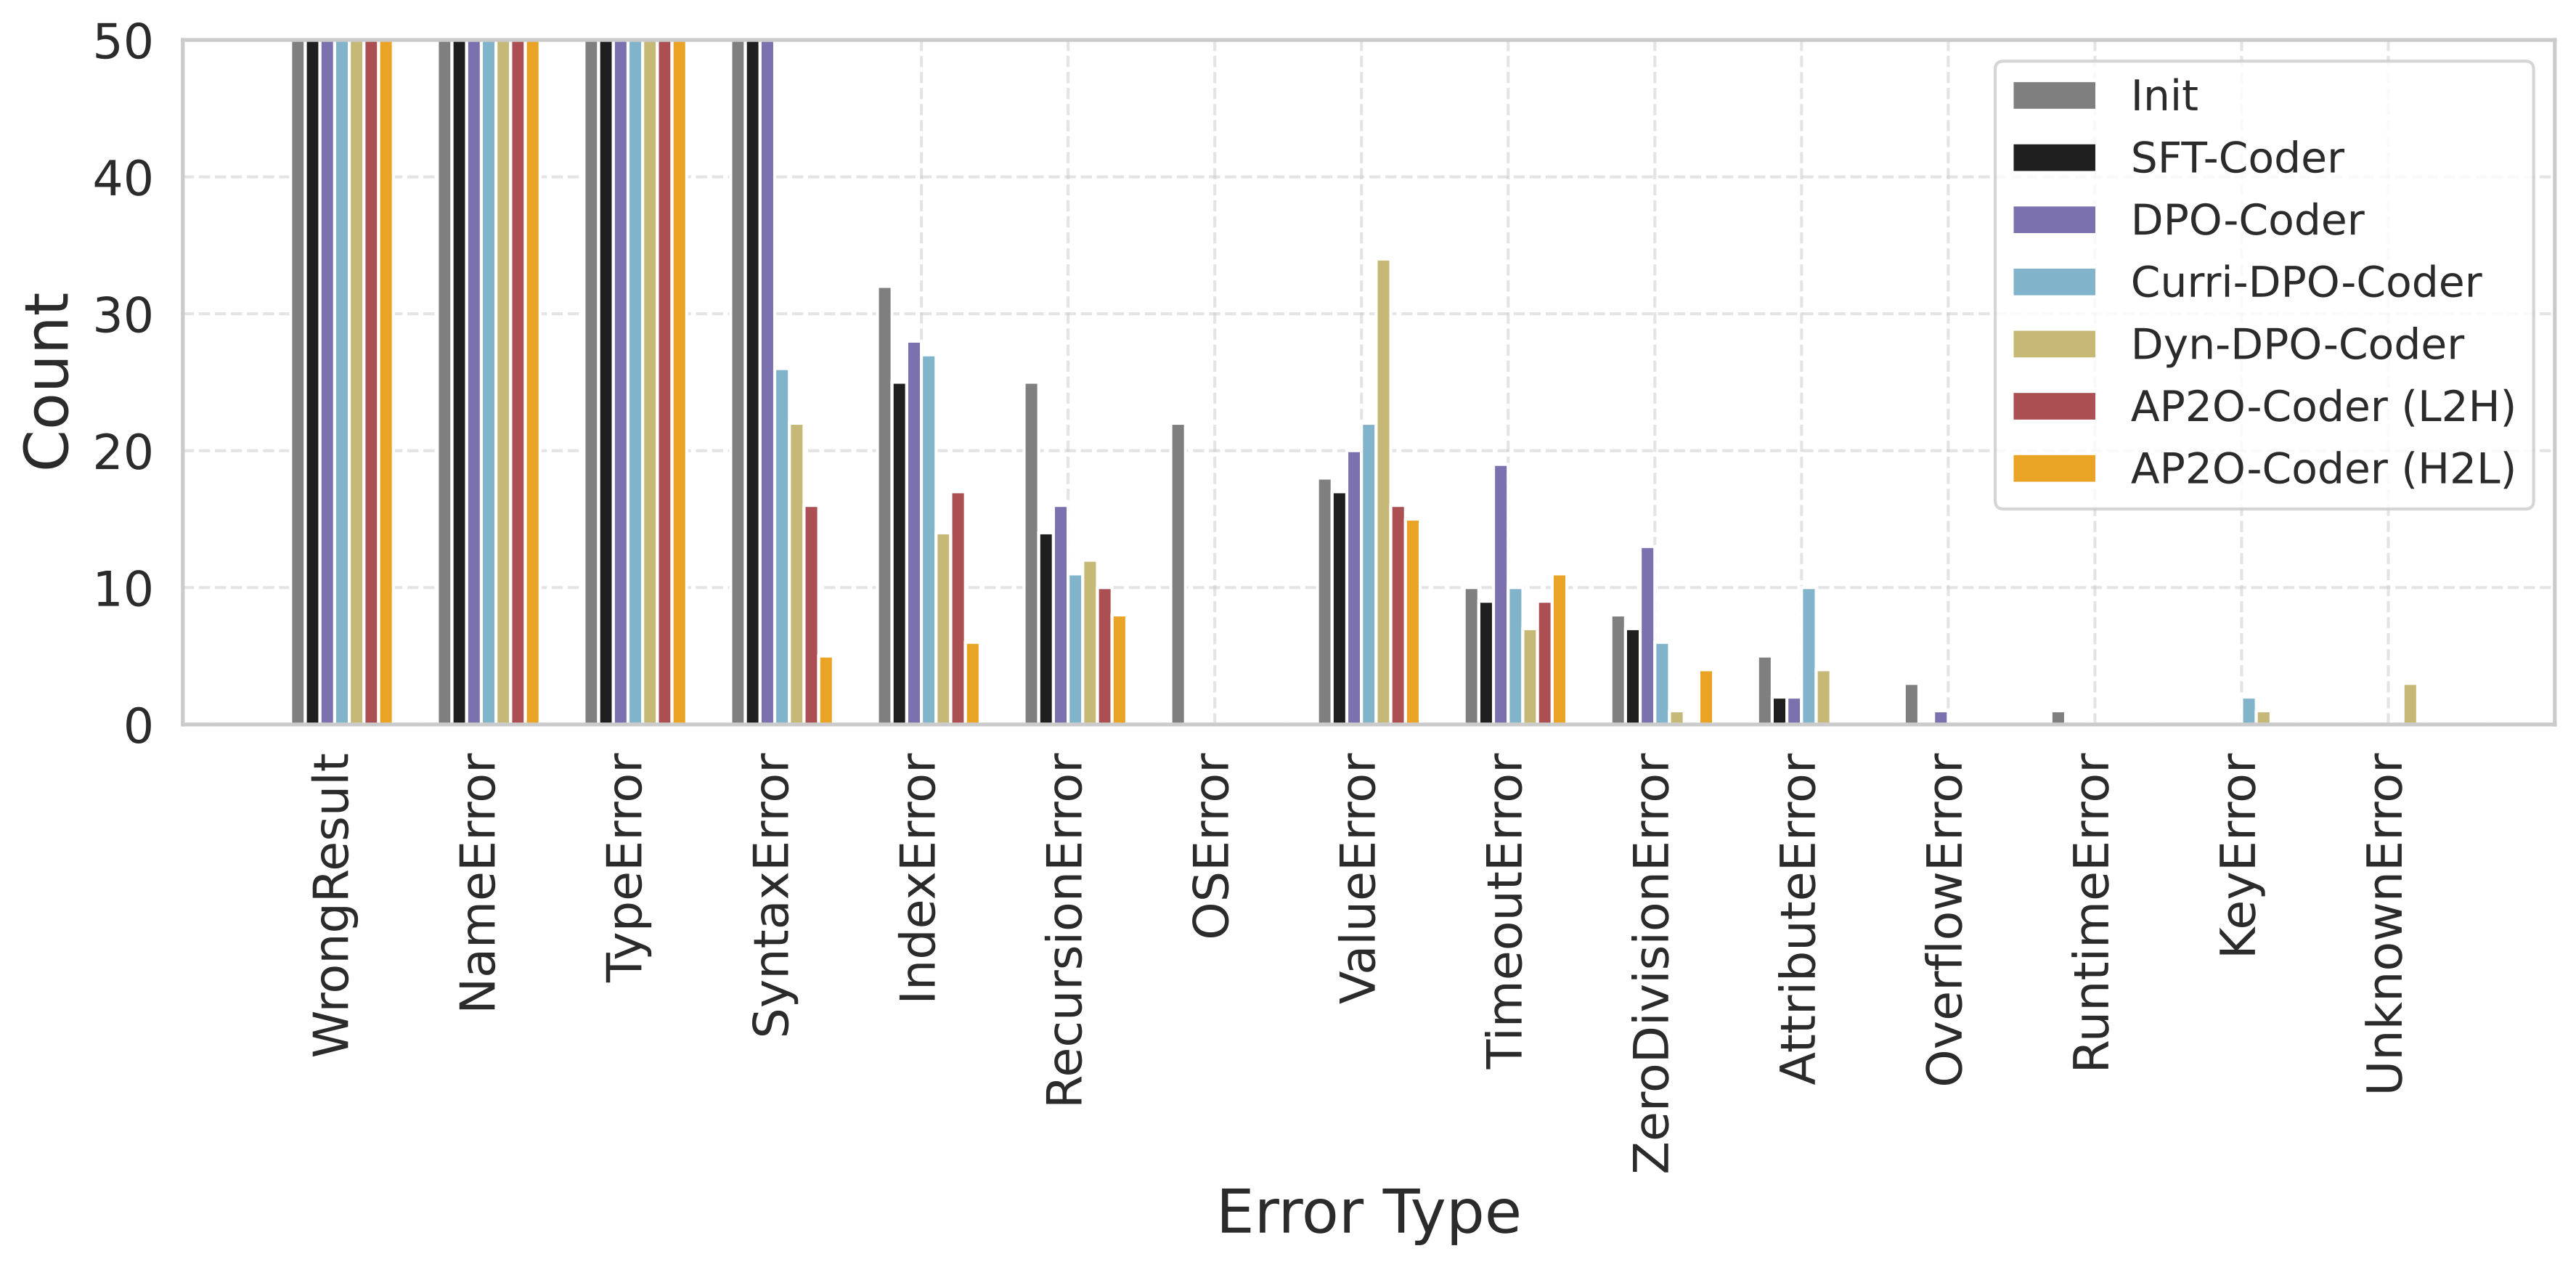 Count
50
40
30
20
10
0
Init
SFT-Coder
DPO-Coder
Curri-DPO-Coder
Dyn-DPO-Coder
AP2O-Coder (L2H)
AP2O-Coder (H2L)
WrongResult
NameError
TypeError
SyntaxError
IndexError
RecursionError
OSError
ValueError
TimeoutError
ZeroDivisionError
AttributeError
OverflowError
RuntimeError
KeyError
UnknownError
Error Type